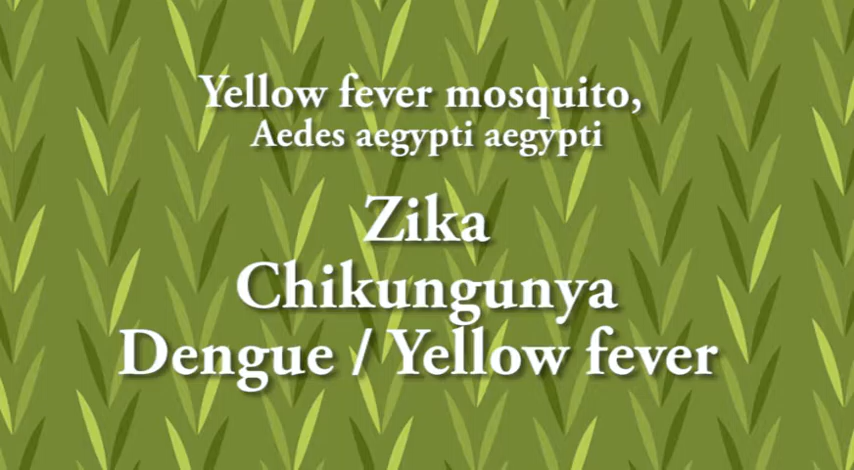 Yellow fever mosquito,
Aedes aegypti aegypti
Zika
Chikungunya
Dengue / Yellow fever